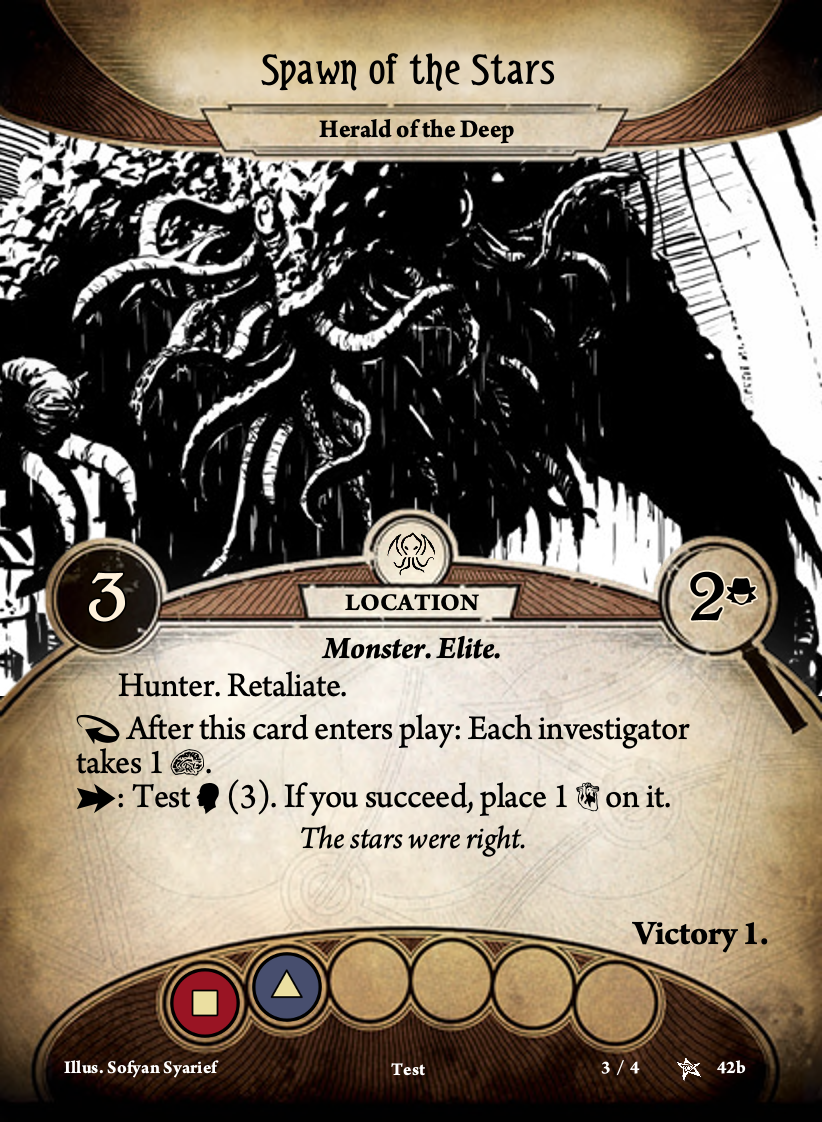 Spawn of the Stars
Herald of the Deep
3
2
LOCATION
Monster. Elite.
Hunter. Retaliate.
After this card enters play: Each investigator
takes 1 .
: Test (3). If you succeed, place 1 on it.
The stars were right.
Victory 1.
Illus. Sofyan Syarief
Test
3 / 4
42b